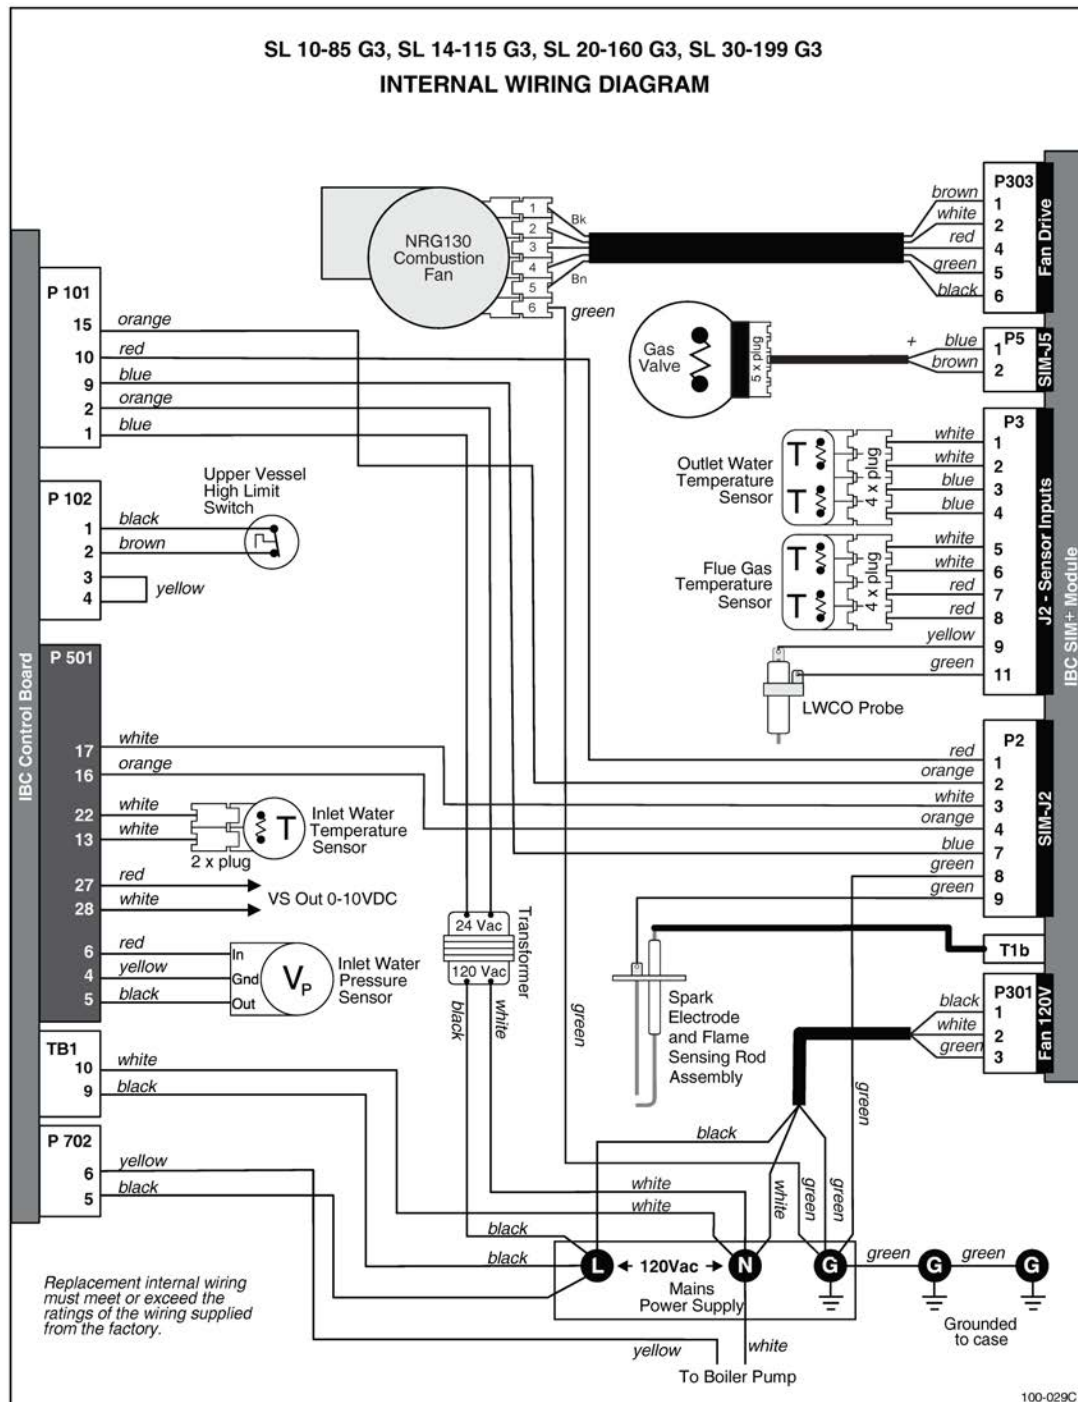 SL 10-85 G3, SL 14-115 G3, SL 20-160 G3, SL 30-199 G3
INTERNAL WIRING DIAGRAM
IBC Control Board
P 101
15 orange
10 red
9 blue
2 orange
1 blue
P 102
1 black
2 brown
3
4
yellow
Upper Vessel
High Limit
Switch
P 501
17 white
16 orange
22 white
13 white
2 x plug
T
Inlet Water
Temperature
Sensor
27 red
28 white
VS Out 0-10VDC
6 red
4 yellow
5 black
In
Gnd
Out
VP
Inlet Water
Pressure
Sensor
TB1
10 white
9 black
P 702
6 yellow
5 black
Replacement internal wiring
must meet or exceed the
ratings of the wiring supplied
from the factory.
NRG130
Combustion
Fan
1
2
3
4
5
6
Bk
Bn
green
Gas
Valve
5 x plug
+
Outlet Water
Temperature
Sensor
T
T
4 x plug
Flue Gas
Temperature
Sensor
T
T
4 x plug
LWCO Probe
24 Vac
120 Vac
Transformer
black
white
green
Spark
Electrode
and Flame
Sensing Rod
Assembly
IBC SIM+ Module
P303
Fan Drive
brown 1
white 2
red 4
green 5
black 6
P5
SIM-J5
blue 1
brown 2
P3
J2 - Sensor Inputs
white 1
white 2
blue 3
blue 4
white 5
white 6
red 7
red 8
yellow 9
green 11
P2
SIM-J2
red 1
orange 2
white 3
orange 4
blue 7
green 8
green 9
T1b
P301
Fan 120V
black 1
white 2
green 3
black
green
white
white
white
green
green
black
black
L
120Vac
N
Mains
Power Supply
G
green
G
green
G
Grounded
to case
yellow
white
To Boiler Pump
100-029C